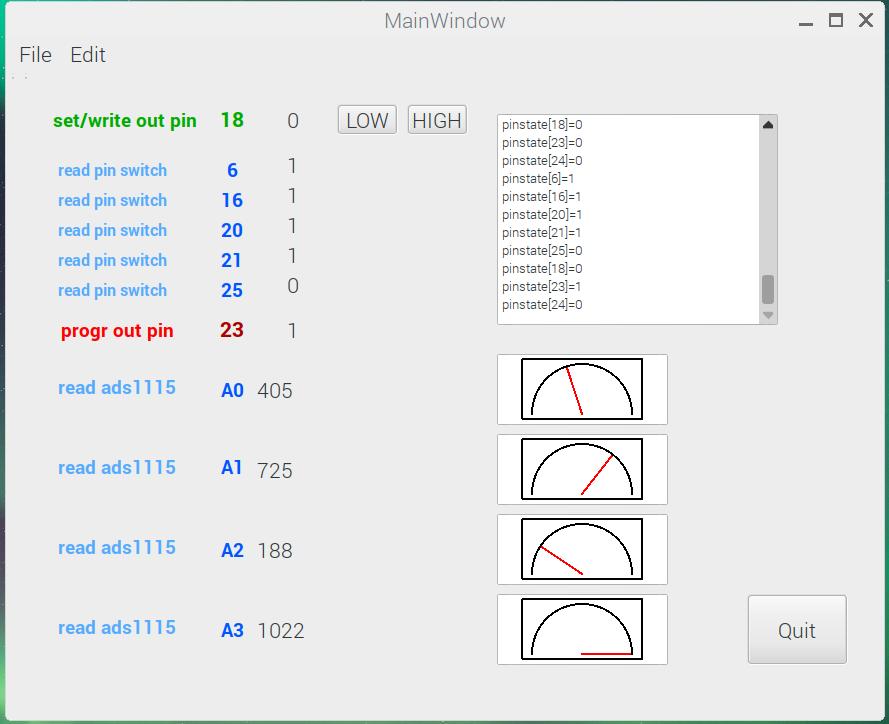 MainWindow
File Edit
set/write out pin 18 0 LOW HIGH
read pin switch 6 1
read pin switch 16 1
read pin switch 20 1
read pin switch 21 1
read pin switch 25 0
progr out pin 23 1
pinstate[18]=0
pinstate[23]=0
pinstate[24]=0
pinstate[6]=1
pinstate[16]=1
pinstate[20]=1
pinstate[21]=1
pinstate[25]=0
pinstate[18]=0
pinstate[23]=1
pinstate[24]=0
read ads1115 A0 405
read ads1115 A1 725
read ads1115 A2 188
read ads1115 A3 1022
Quit